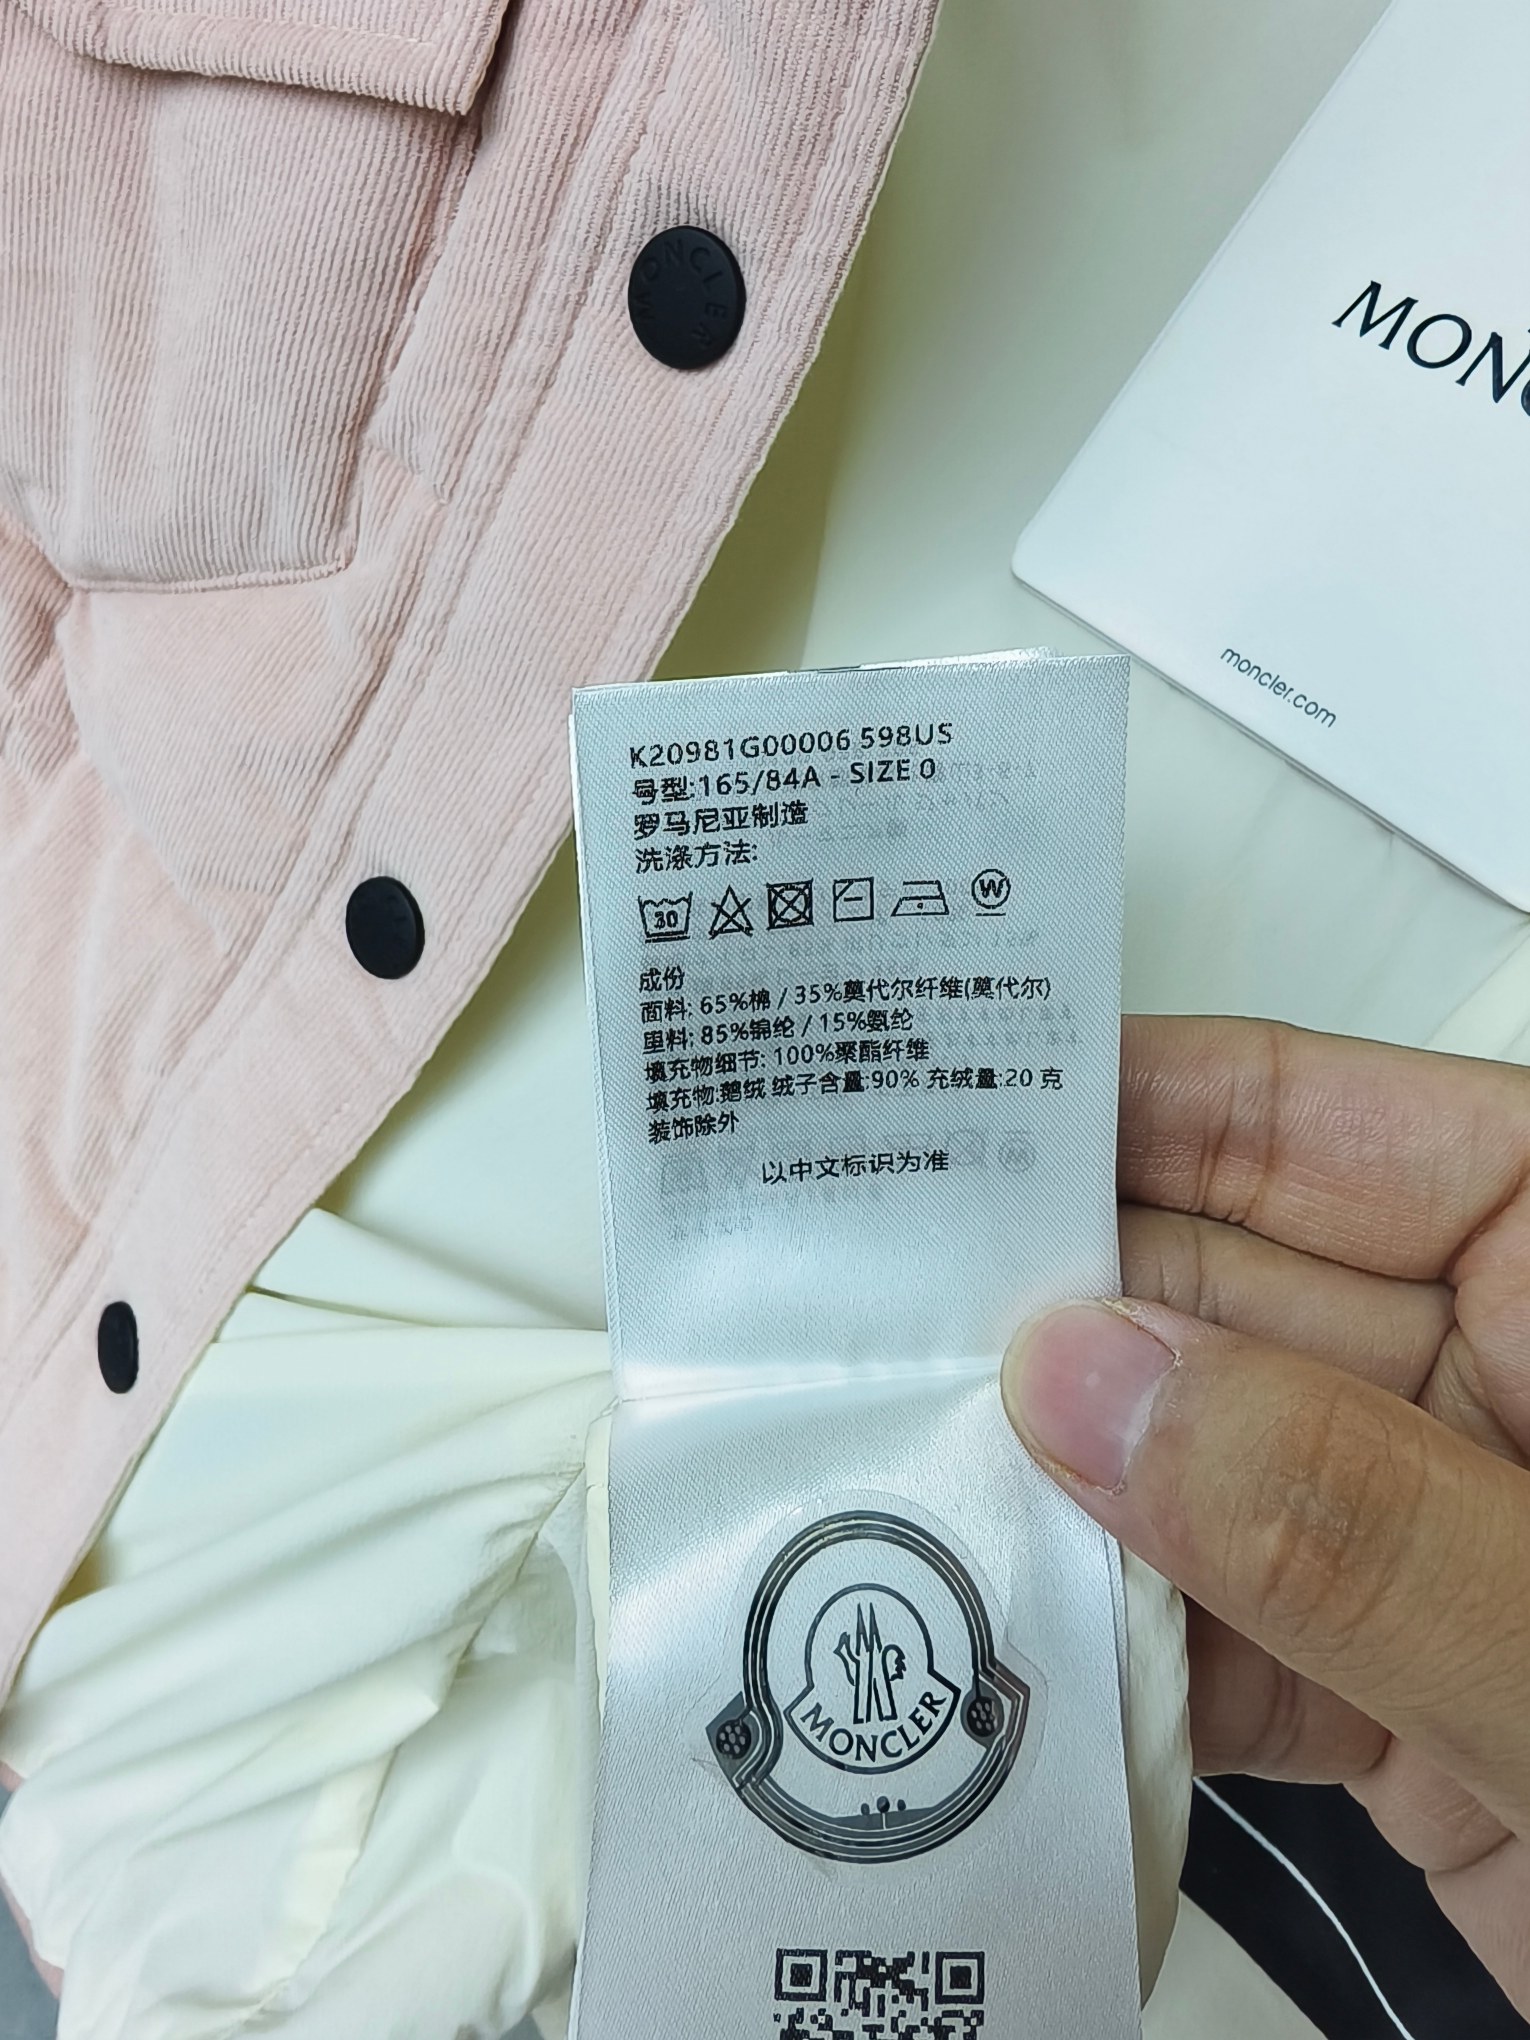 MONCLER
MONC
moncler.com
K20981G00006 598US
号型:165/84A - SIZE 0
罗马尼亚制造
洗涤方法:
30
W
成份
面料: 65%棉 / 35%莫代尔纤维(莫代尔)
里料: 85%锦纶 / 15%氨纶
填充物细节: 100%聚酯纤维
填充物:鹅绒 绒子含量:90% 充绒量:20 克
装饰除外
以中文标识为准
MONCLER